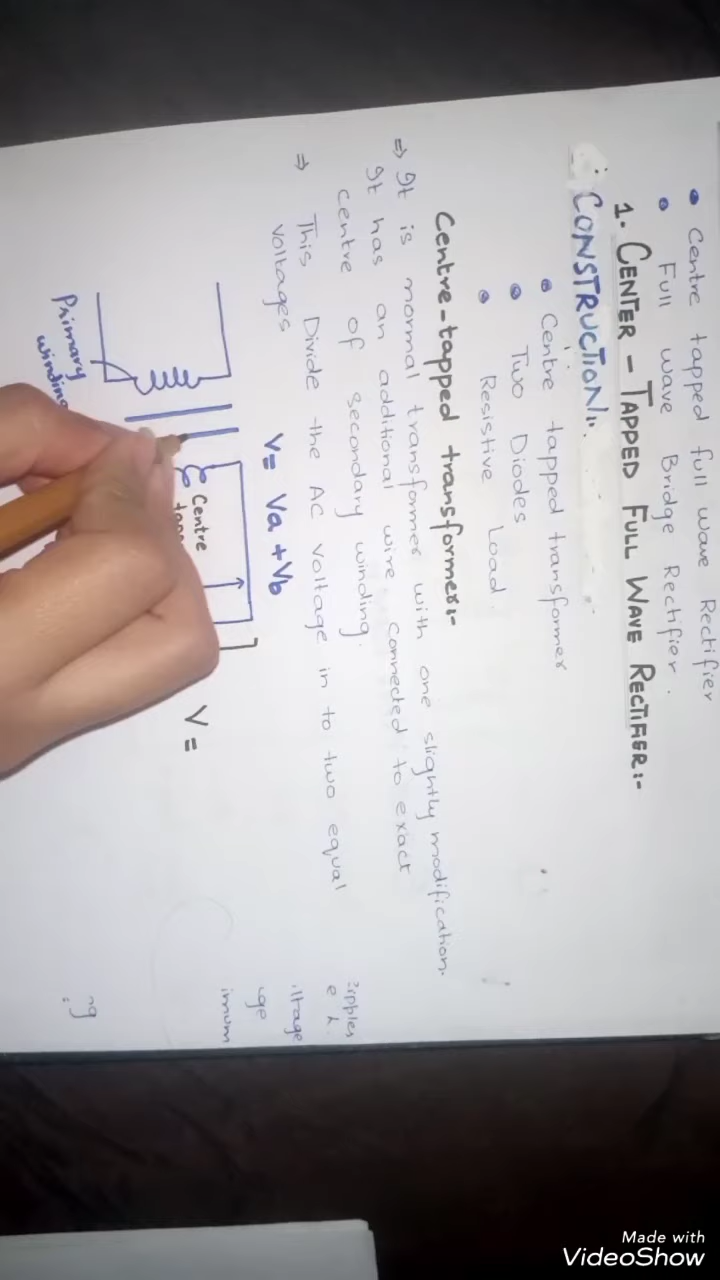 • Centre tapped full wave Rectifier
• Full wave Bridge Rectifier.
1. CENTER - TAPPED FULL WAVE RECTIFIER:-
CONSTRUCTION:
• Centre tapped transformer
• Two Diodes
• Resistive Load.
Centre-tapped transformer:-
⇒ It is normal transformer with one slightly modification.
It has an additional wire connected to exact
centre of secondary winding.
⇒ This Divide the AC voltage in to two equal
voltages
V = Va + Vb
Centre
V =
Primary
Made with
VideoShow